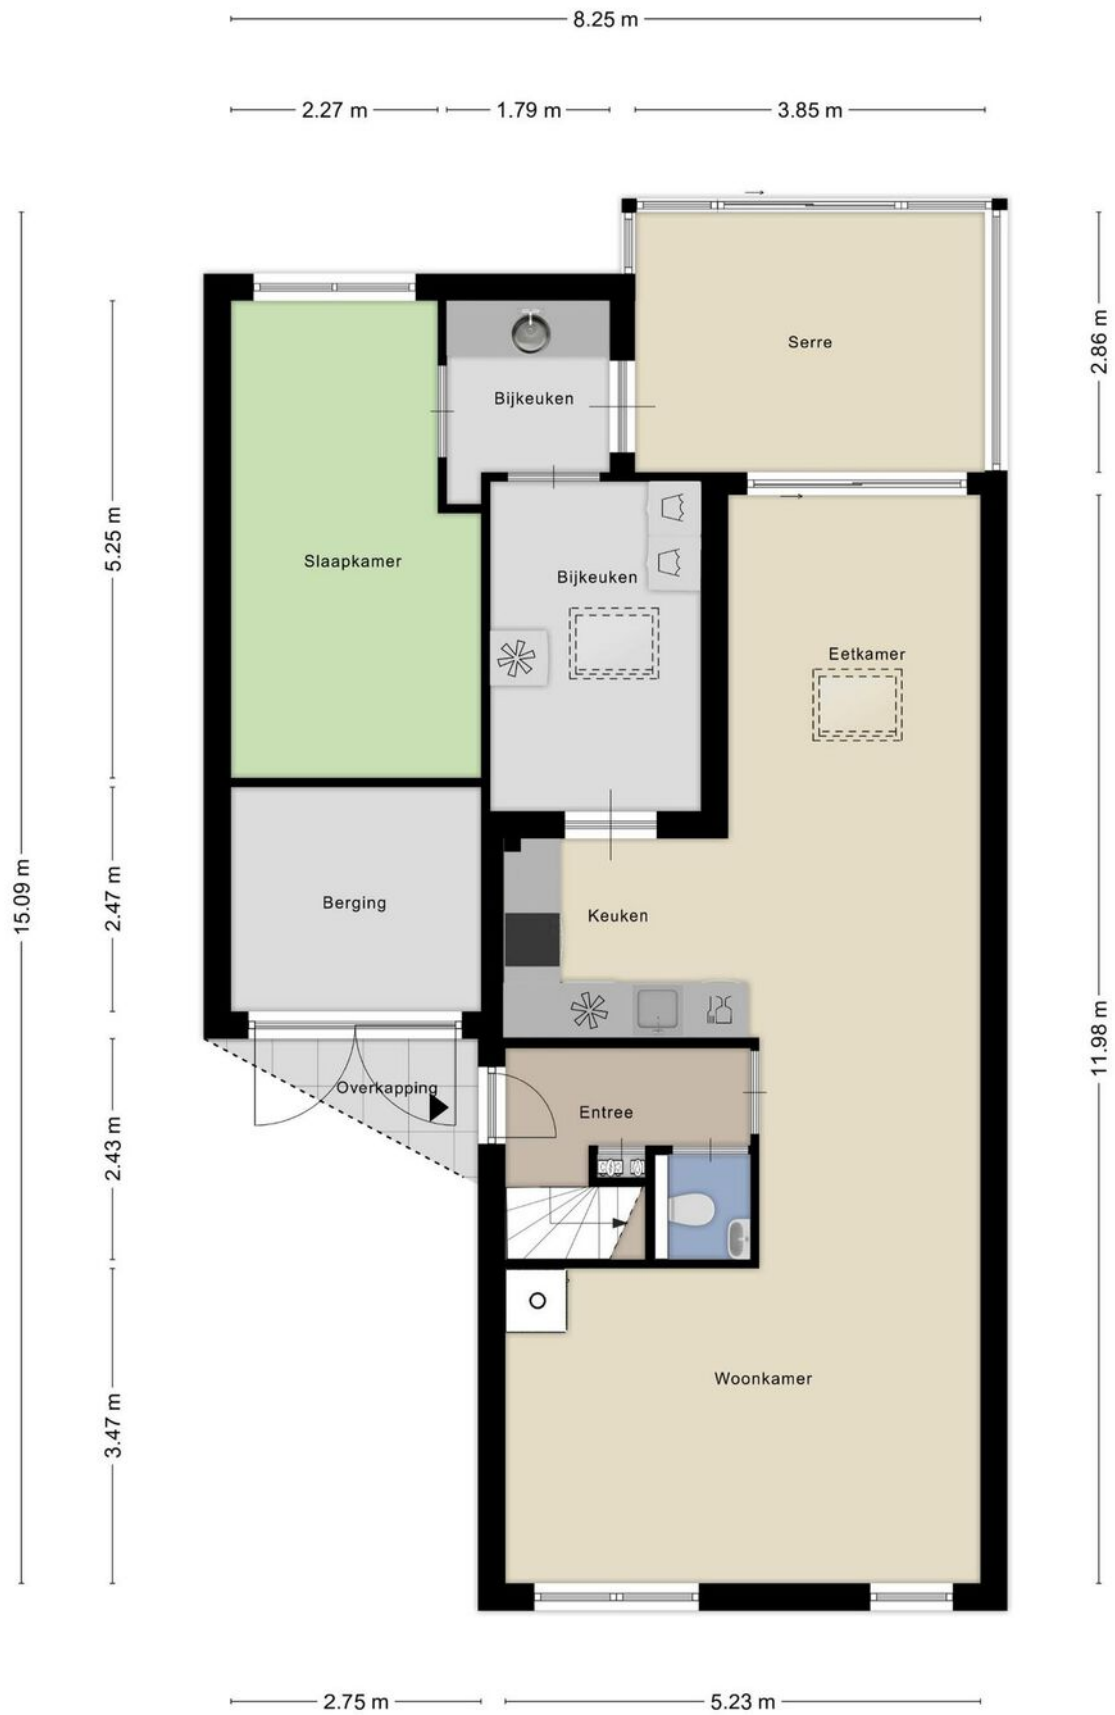 8.25 m
2.27 m
1.79 m
3.85 m
Serre
2.86 m
Bijkeuken
5.25 m
Slaapkamer
Bijkeuken
Eetkamer
15.09 m
2.47 m
Berging
Keuken
11.98 m
Overkapping
Entree
2.43 m
Woonkamer
3.47 m
2.75 m
5.23 m